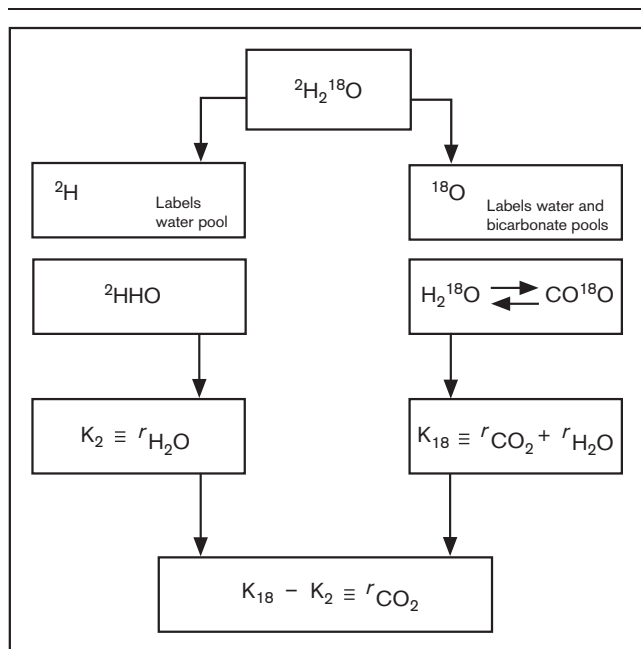 ²H₂¹⁸O
²H
Labels
water pool
¹⁸O
Labels water and
bicarbonate pools
²HHO
H₂¹⁸O ⇄ CO¹⁸O
K₂ ≡ rH₂O
K₁₈ ≡ rCO₂ + rH₂O
K₁₈ − K₂ ≡ rCO₂